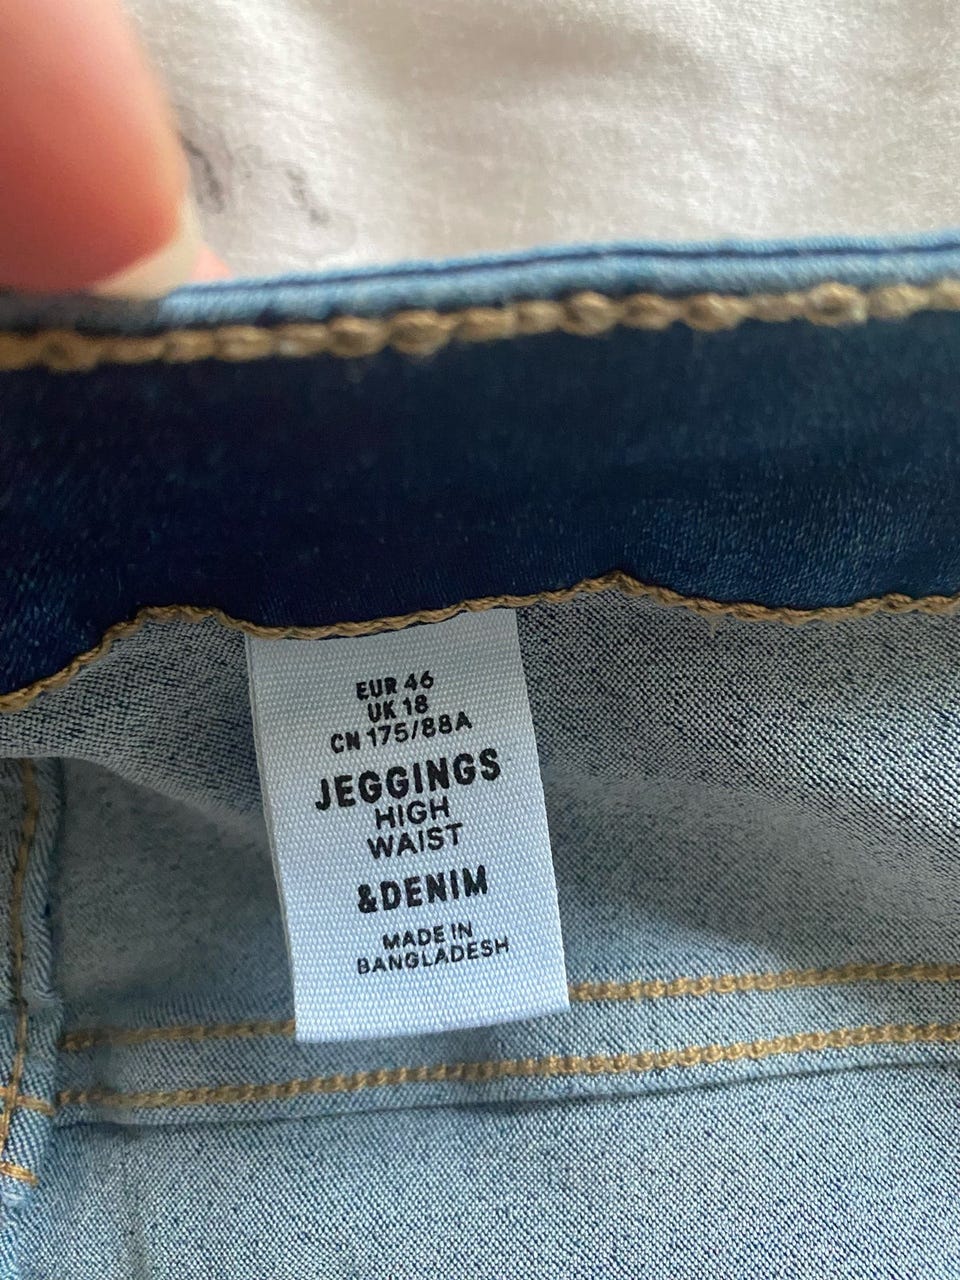 EUR 46
UK 18
CN 175/88A
JEGGINGS
HIGH
WAIST
&DENIM
MADE IN
BANGLADESH